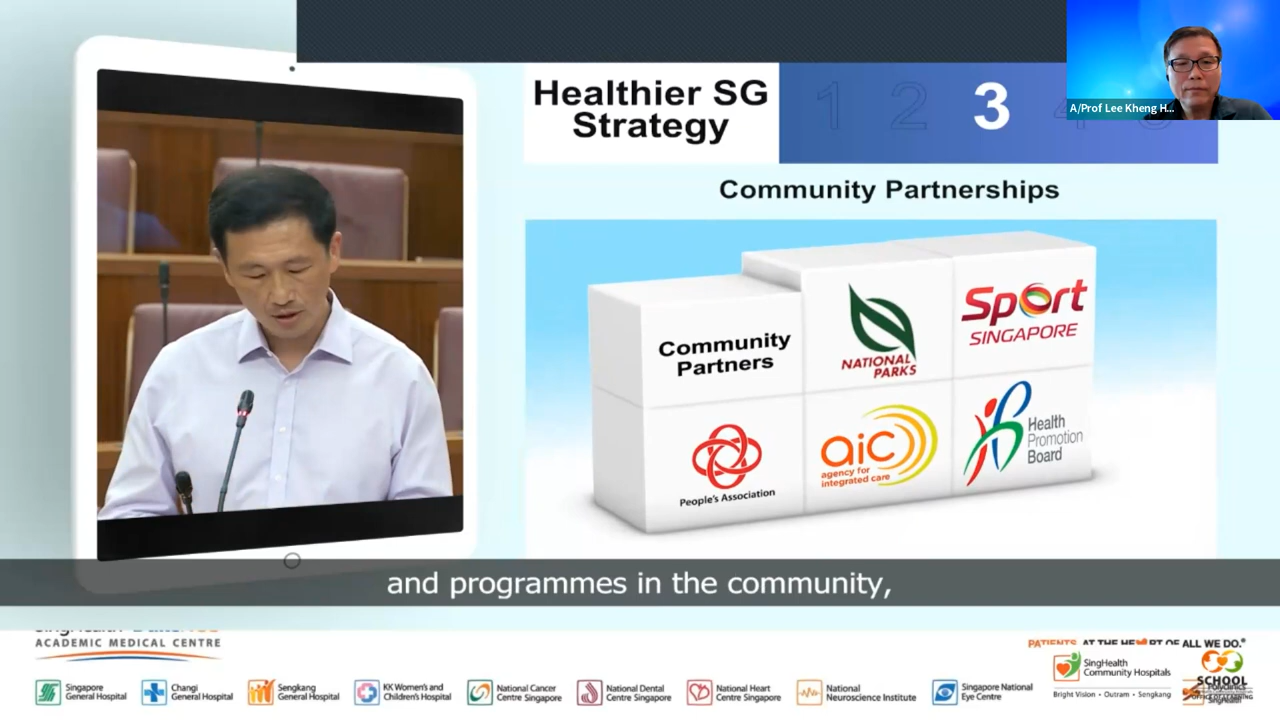 A/Prof Lee Kheng H...
Healthier SG
Strategy
1 2 3
Community Partnerships
Community
Partners
NATIONAL
PARKS
Sport
SINGAPORE
People's Association
aic
agency for
integrated care
Health
Promotion
Board
and programmes in the community,
ACADEMIC MEDICAL CENTRE
PATIENTS. AT THE HEART OF ALL WE DO.®
Singapore
General Hospital
Changi
General Hospital
Sengkang
General Hospital
KK Women's and
Children's Hospital
National Cancer
Centre Singapore
National Dental
Centre Singapore
National Heart
Centre Singapore
National
Neuroscience Institute
Singapore National
Eye Centre
SingHealth
Community Hospitals
Bright Vision • Outram • Sengkang
SCHOOL
Polyclinics
SingHealth